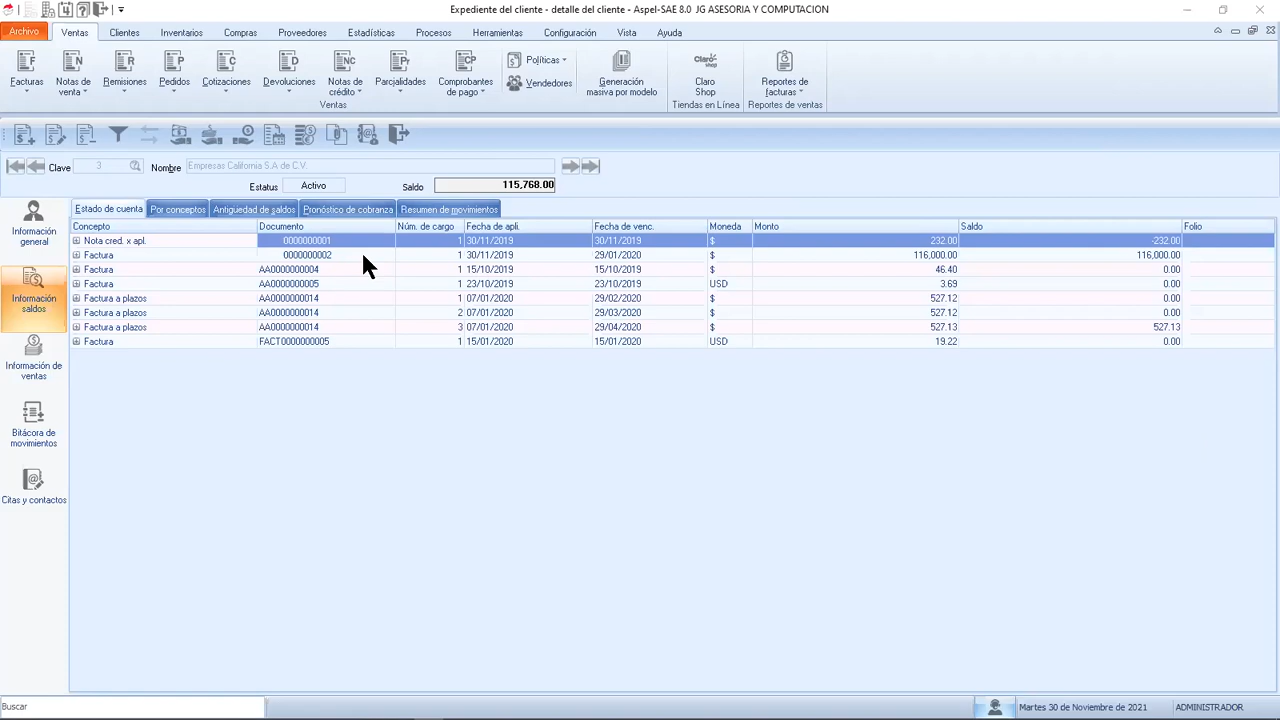 Expediente del cliente - detalle del cliente - Aspel-SAE 8.0 JC ASESORIA Y COMPUTACION
Archivo Ventas Clientes Inventarios Compras Proveedores Estadísticas Procesos Herramientas Configuración Vista Ayuda
Facturas
Notas de venta
Remisiones
Pedidos
Cotizaciones
Devoluciones
Notas de crédito
Parcialidades
Comprobantes de pago
Políticas
Vendedores
Generación masiva por modelo
Claro Shop
Reportes de facturas
Ventas
Tiendas en Línea
Reportes de ventas
Clave 3 Nombre Empresas California S.A de C.V.
Estatus Activo Saldo 115,768.00
Información general
Información saldos
Información de ventas
Bitácora de movimientos
Citas y contactos
Estado de cuenta Por conceptos Antigüedad de saldos Pronóstico de cobranza Resumen de movimientos
Concepto Documento Núm. de cargo Fecha de apli. Fecha de venc. Moneda Monto Saldo Folio
Nota cred. x apl. 0000000001 1 30/11/2019 30/11/2019 $ 232.00 -232.00
Factura 0000000002 1 30/11/2019 29/01/2020 $ 116,000.00 116,000.00
Factura AA0000000004 1 15/10/2019 15/10/2019 $ 46.40 0.00
Factura AA0000000005 1 23/10/2019 23/10/2019 USD 3.69 0.00
Factura a plazos AA0000000014 1 07/01/2020 29/02/2020 $ 527.12 0.00
Factura a plazos AA0000000014 2 07/01/2020 29/03/2020 $ 527.12 0.00
Factura a plazos AA0000000014 3 07/01/2020 29/04/2020 $ 527.13 527.13
Factura FACT0000000005 1 15/01/2020 15/01/2020 USD 19.22 0.00
Buscar
Martes 30 de Noviembre de 2021 ADMINISTRADOR